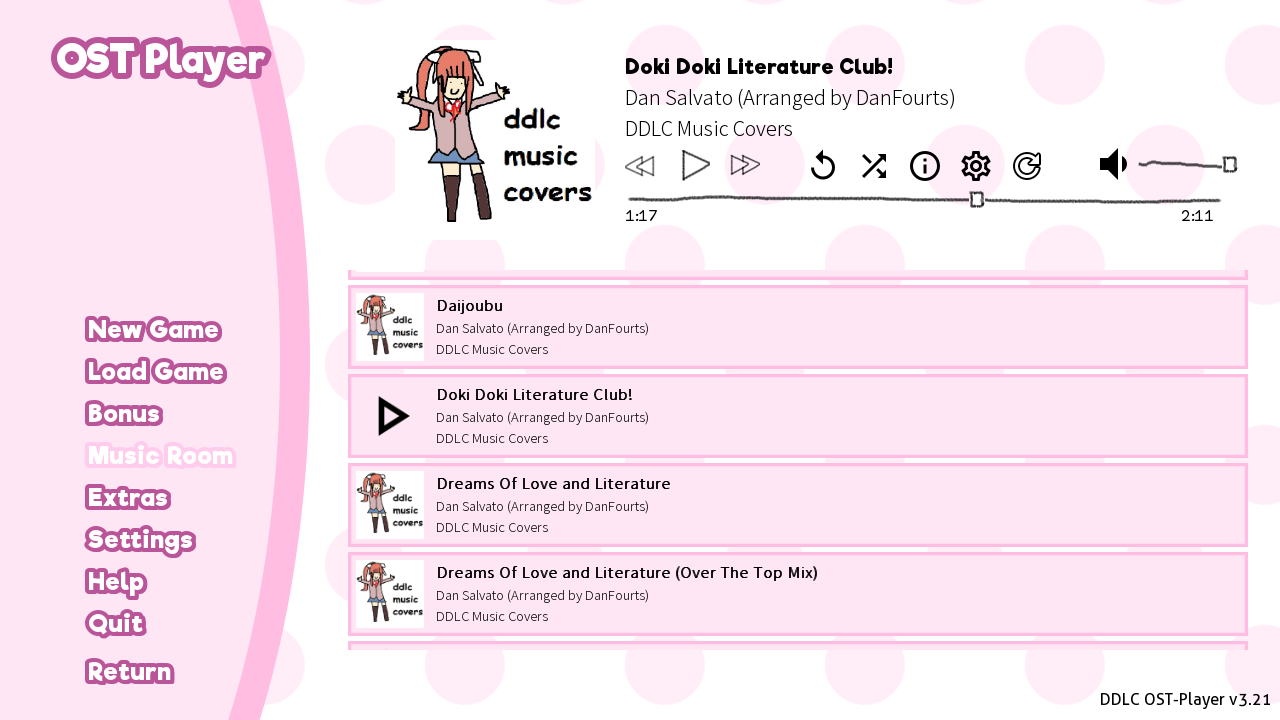 OST Player
New Game
Load Game
Bonus
Music Room
Extras
Settings
Help
Quit
Return
ddlc
music
covers
Doki Doki Literature Club!
Dan Salvato (Arranged by DanFourts)
DDLC Music Covers
1:17
2:11
ddlc
music
covers
Daijoubu
Dan Salvato (Arranged by DanFourts)
DDLC Music Covers
Doki Doki Literature Club!
Dan Salvato (Arranged by DanFourts)
DDLC Music Covers
ddlc
music
covers
Dreams Of Love and Literature
Dan Salvato (Arranged by DanFourts)
DDLC Music Covers
ddlc
music
covers
Dreams Of Love and Literature (Over The Top Mix)
Dan Salvato (Arranged by DanFourts)
DDLC Music Covers
DDLC OST-Player v3.21